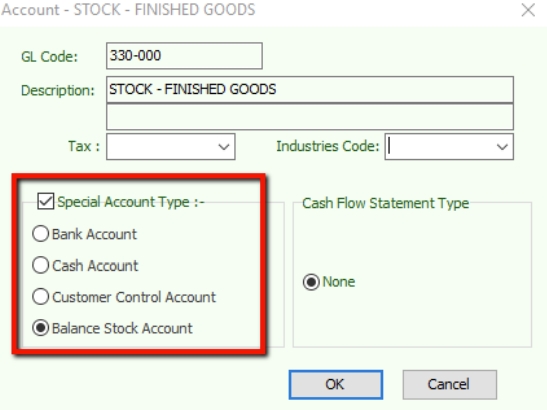 Account - STOCK - FINISHED GOODS
GL Code: 330-000
Description: STOCK - FINISHED GOODS
Tax : Industries Code:
Special Account Type :-
Bank Account
Cash Account
Customer Control Account
Balance Stock Account
Cash Flow Statement Type
None
OK Cancel